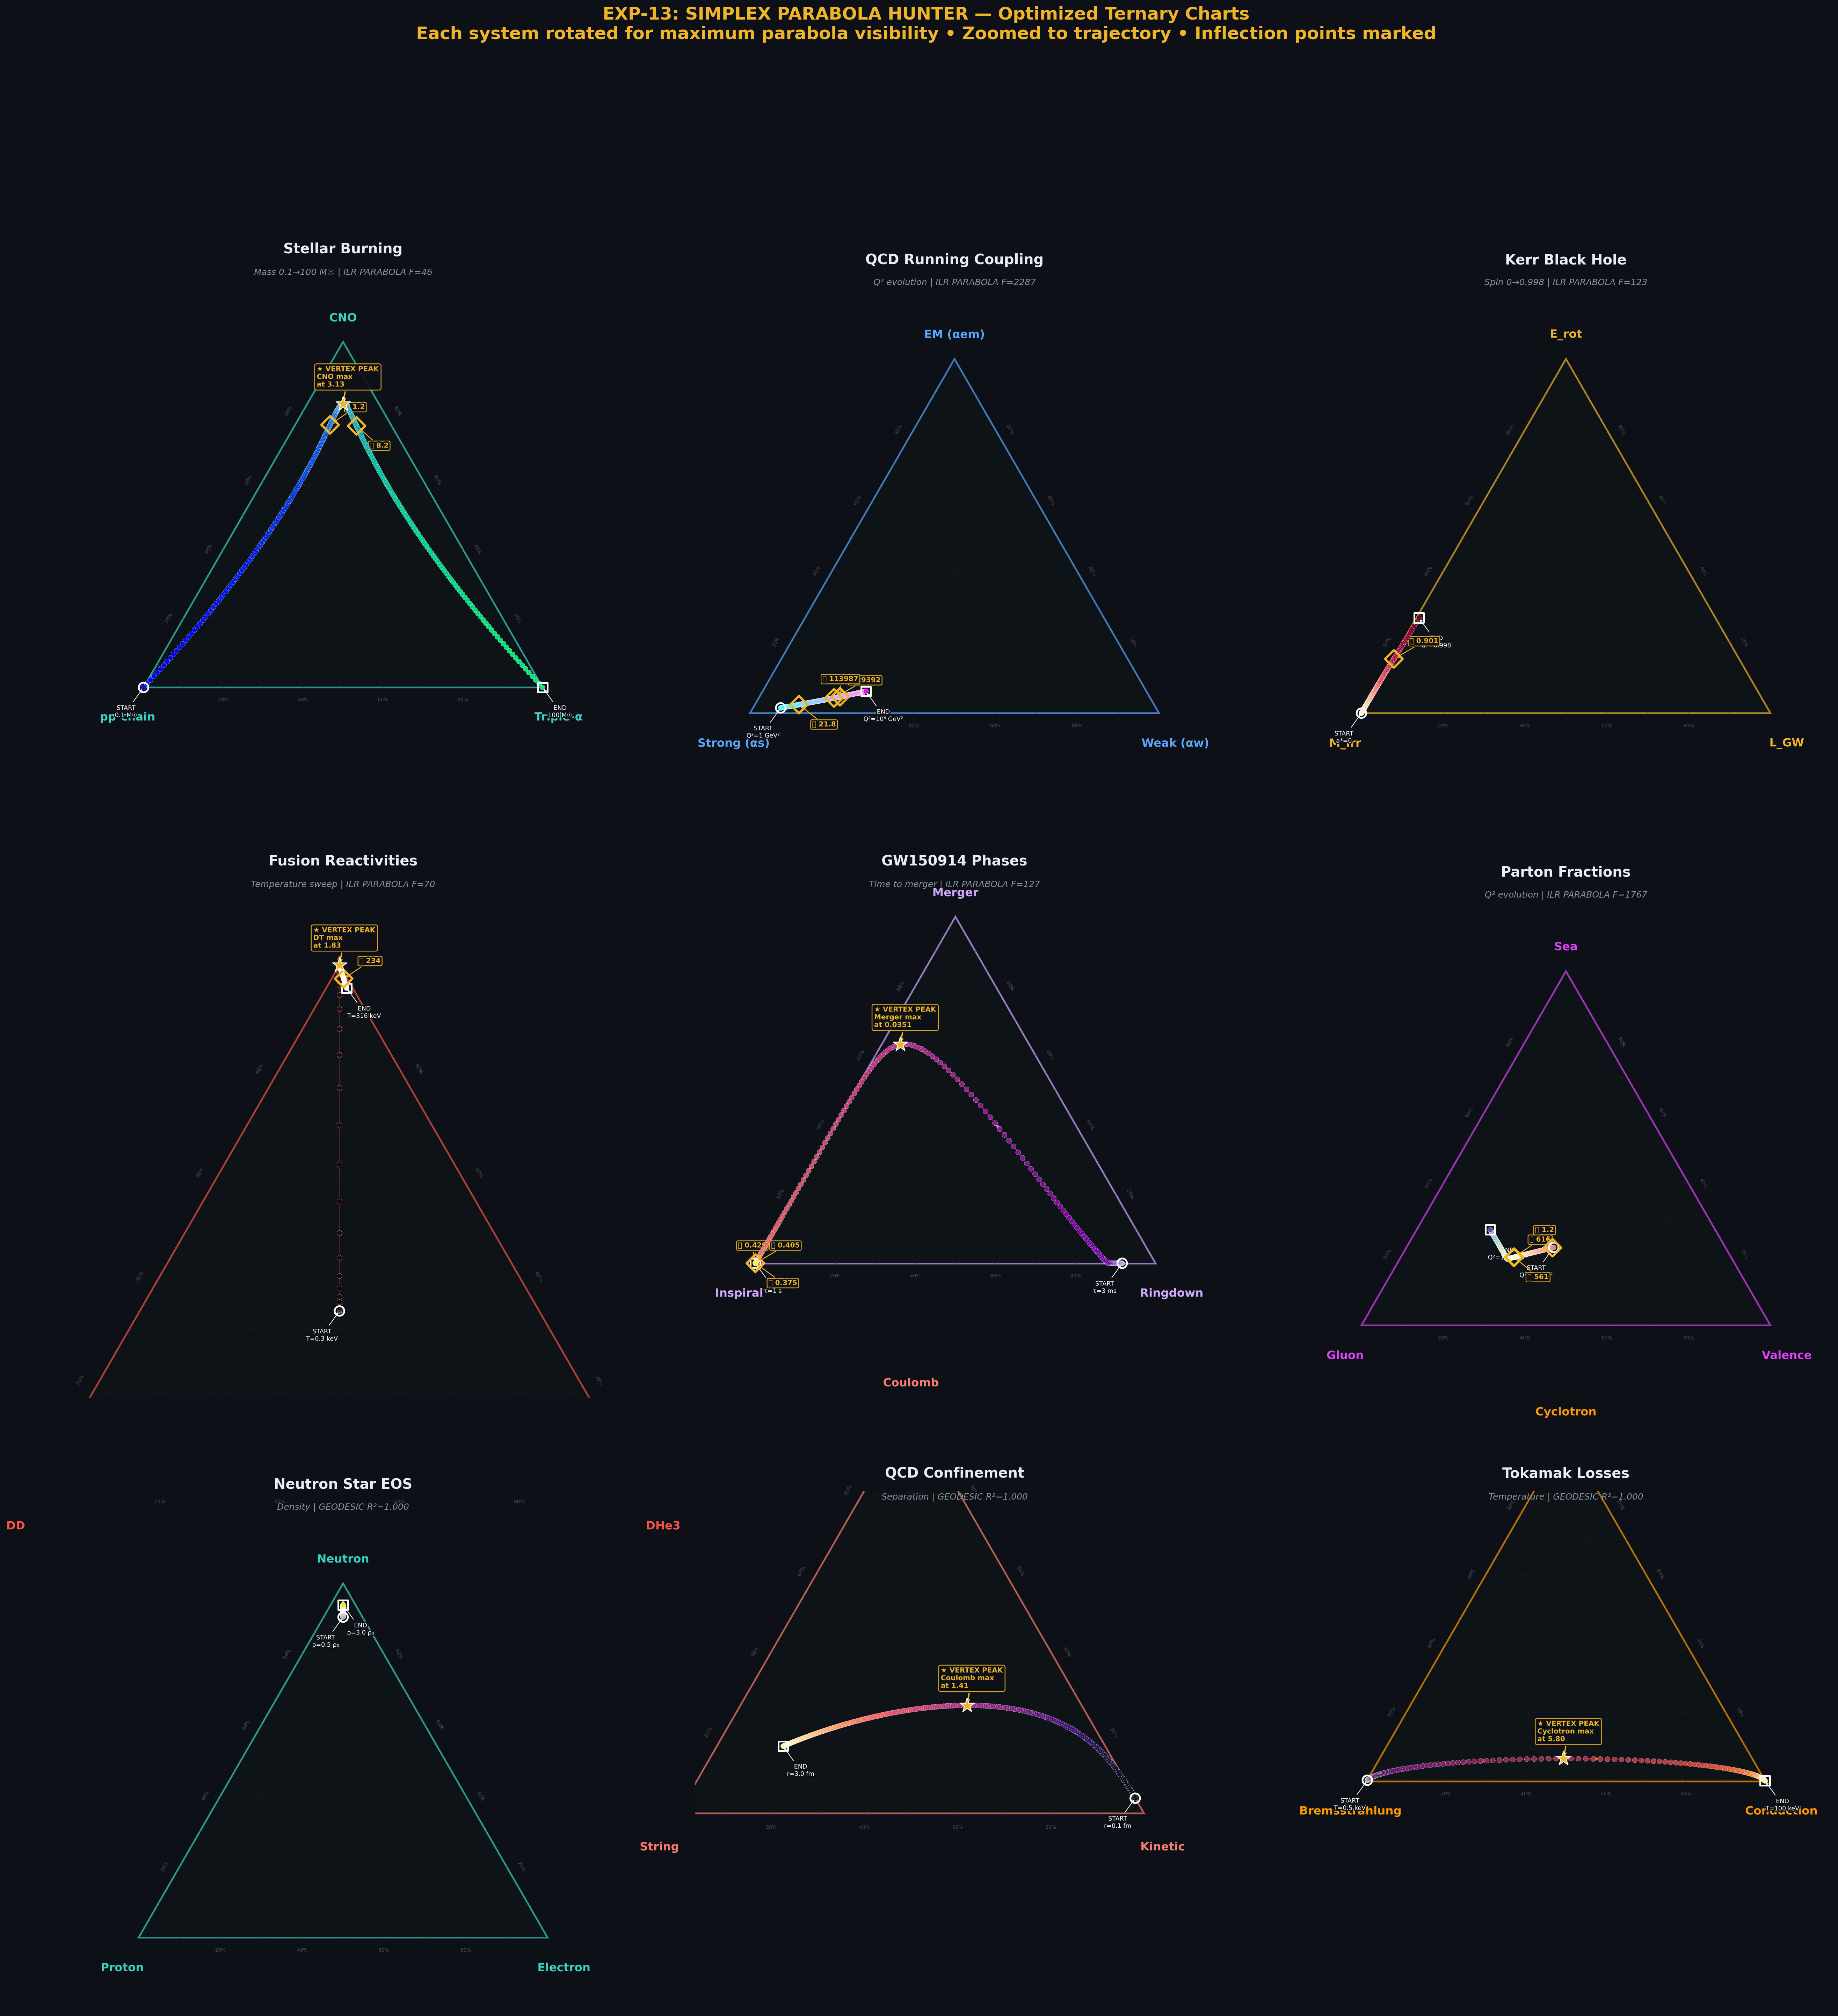 EXP-13: SIMPLEX PARABOLA HUNTER — Optimized Ternary Charts
Each system rotated for maximum parabola visibility • Zoomed to trajectory • Inflection points marked
Stellar Burning
Mass 0.1→100 M☉ | ILR PARABOLA F=46
CNO
★ VERTEX PEAK
CNO max
at 3.13
1.2
8.2
START
0.1 M☉
END
100 M☉
20%
40%
60%
80%
QCD Running Coupling
Q² evolution | ILR PARABOLA F=2287
EM (αem)
113987
9392
21.8
START
Q²=1 GeV²
END
Strong (αs)
Weak (αw)
Kerr Black Hole
Spin 0→0.998 | ILR PARABOLA F=123
E_rot
0.901
START
L_GW
Fusion Reactivities
Temperature sweep | ILR PARABOLA F=70
★ VERTEX PEAK
DT max
at 1.83
234
END
T=316 keV
START
T=0.3 keV
DD
DHe3
GW150914 Phases
Time to merger | ILR PARABOLA F=127
Merger
★ VERTEX PEAK
Merger max
at 0.0351
0.405
0.375
τ=1 s
START
τ=3 ms
Inspiral
Ringdown
Parton Fractions
Q² evolution | ILR PARABOLA F=1767
Sea
1.2
616
561
START
Gluon
Valence
Neutron Star EOS
Density | GEODESIC R²=1.000
Neutron
START
ρ=0.5 ρ₀
END
ρ=3.0 ρ₀
Proton
Electron
Coulomb
QCD Confinement
Separation | GEODESIC R²=1.000
★ VERTEX PEAK
Coulomb max
at 1.41
END
r=3.0 fm
START
r=0.1 fm
String
Kinetic
Cyclotron
Tokamak Losses
Temperature | GEODESIC R²=1.000
★ VERTEX PEAK
Cyclotron max
at 5.80
START
T=0.5 keV
END
T=100 keV
Bremsstrahlung
Conduction